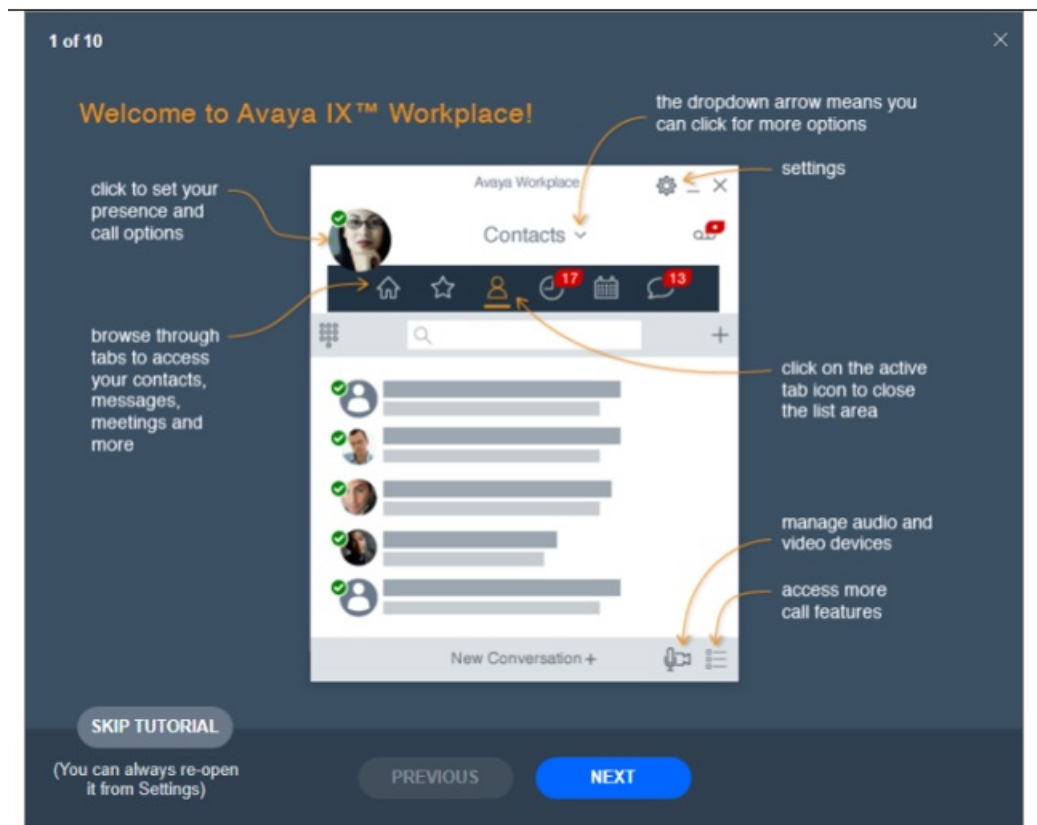 1 of 10
Welcome to Avaya IX™ Workplace!
the dropdown arrow means you
can click for more options
settings
click to set your
presence and
call options
Avaya Workplace
Contacts
17
13
browse through
tabs to access
your contacts,
messages,
meetings and
more
click on the active
tab icon to close
the list area
manage audio and
video devices
access more
call features
New Conversation +
SKIP TUTORIAL
(You can always re-open
it from Settings)
PREVIOUS
NEXT